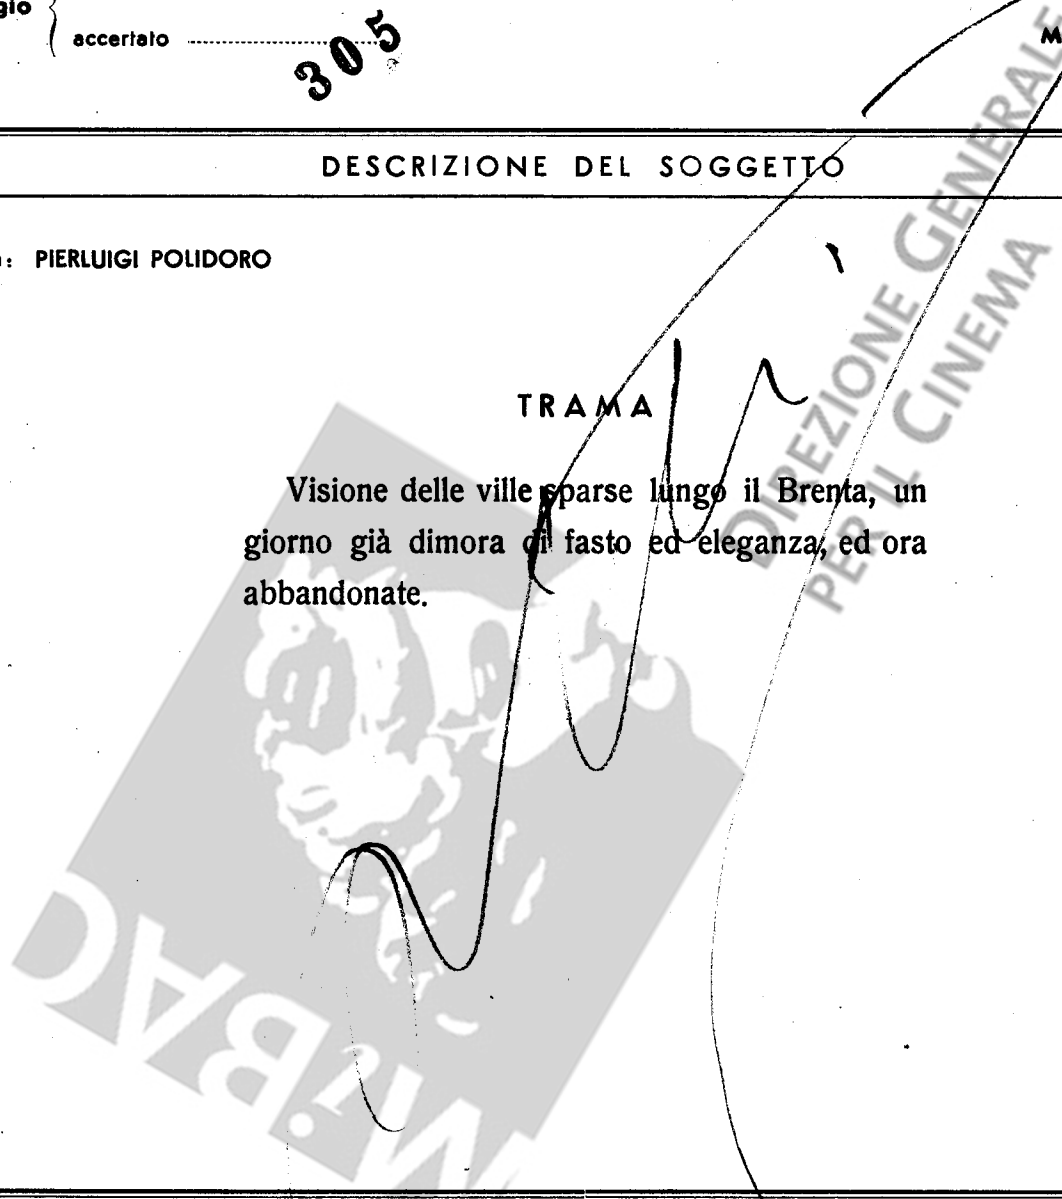 gio
accertato
305
M
DESCRIZIONE DEL SOGGETTO
: PIERLUIGI POLIDORO
TRAMA
Visione delle ville sparse lungo il Brenta, un
giorno già dimora di fasto ed eleganza, ed ora
abbandonate.
DIREZIONE GENERALE
PER IL CINEMA
MiBAC